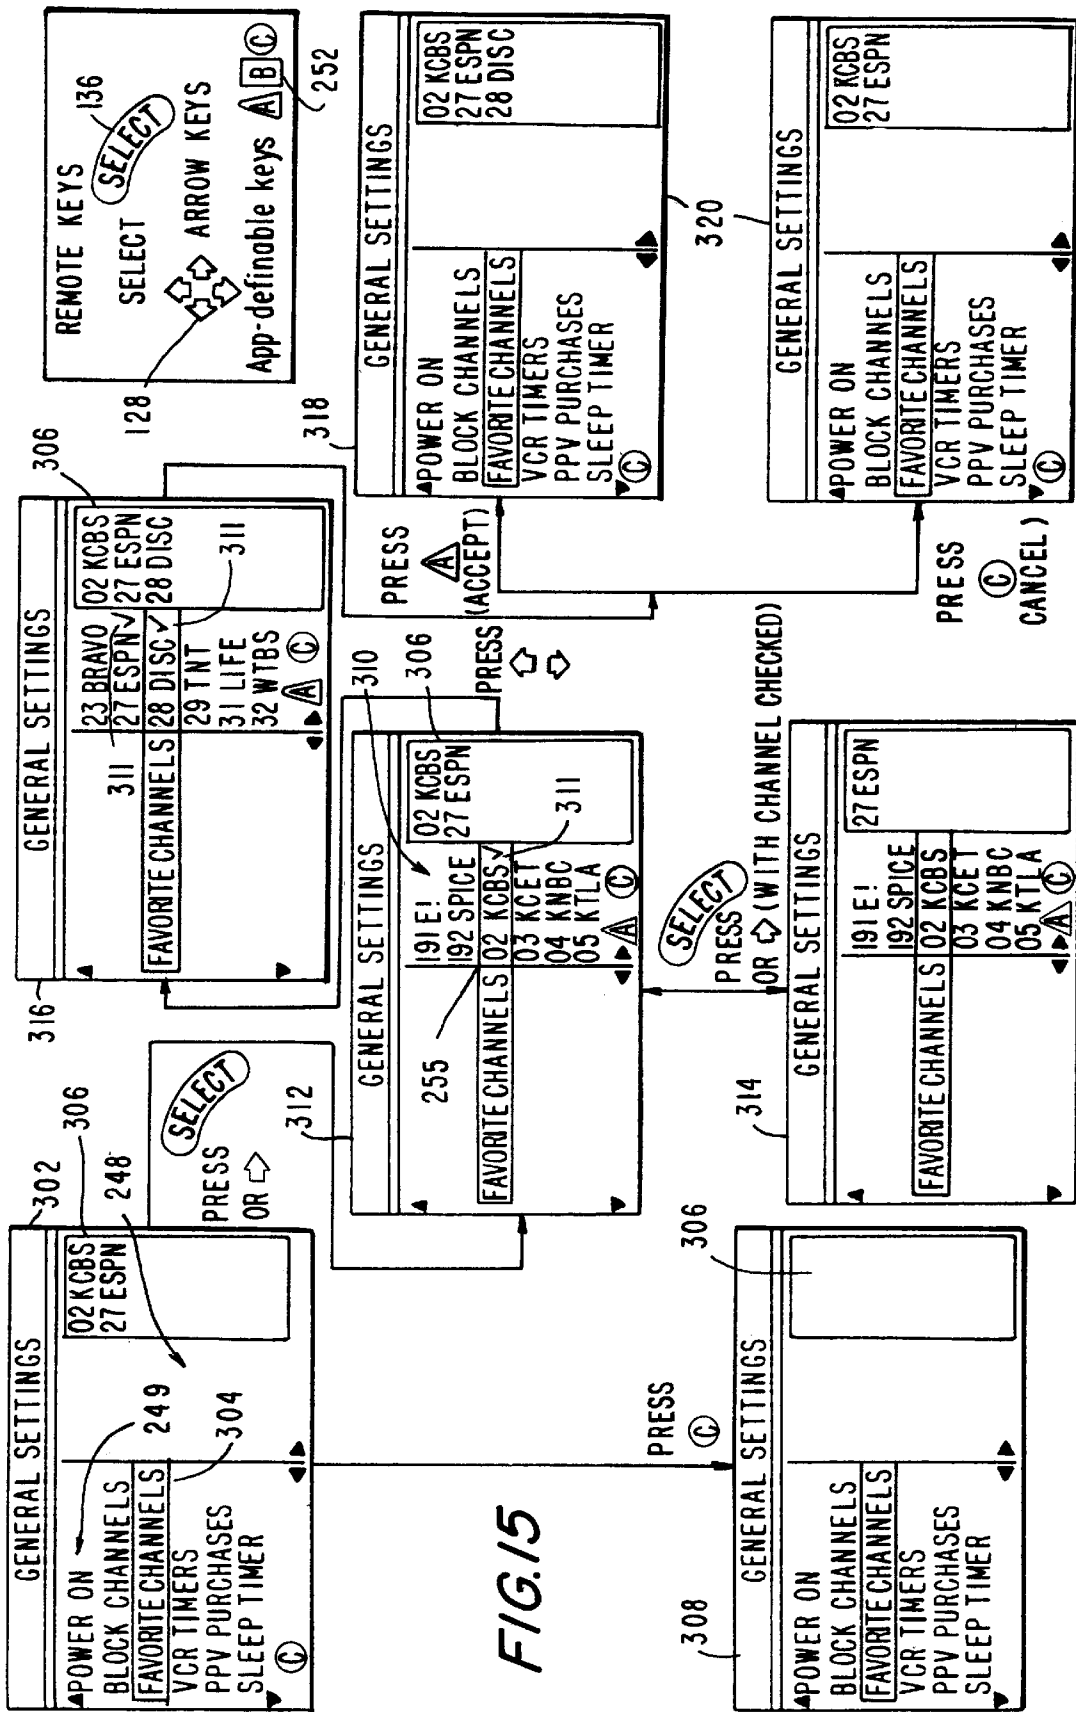 GENERAL SETTINGS
302
POWER ON
BLOCK CHANNELS
FAVORITE CHANNELS
VCR TIMERS
PPV PURCHASES
SLEEP TIMER
C
249
304
248
02 KCBS
27 ESPN
306
PRESS SELECT
OR
PRESS
C
308
GENERAL SETTINGS
POWER ON
BLOCK CHANNELS
FAVORITE CHANNELS
VCR TIMERS
PPV PURCHASES
SLEEP TIMER
306
FIG.15
316
GENERAL SETTINGS
FAVORITE CHANNELS
311
23 BRAVO
27 ESPN ✓
28 DISC ✓
29 TNT
31 LIFE
32 WTBS
A C
02 KCBS
27 ESPN
28 DISC
306
311
312
GENERAL SETTINGS
255
FAVORITE CHANNELS
191 E!
192 SPICE
02 KCBS ✓
03 KCET
04 KNBC
05 KTLA
A C
02 KCBS
27 ESPN
310
306
311
PRESS
PRESS SELECT
OR (WITH CHANNEL CHECKED)
314
GENERAL SETTINGS
FAVORITE CHANNELS
191 E!
192 SPICE
02 KCBS
03 KCET
04 KNBC
05 KTLA
A C
27 ESPN
REMOTE KEYS
SELECT
SELECT
136
ARROW KEYS
128
App-definable keys A B C
252
PRESS
A
(ACCEPT)
318
GENERAL SETTINGS
POWER ON
BLOCK CHANNELS
FAVORITE CHANNELS
VCR TIMERS
PPV PURCHASES
SLEEP TIMER
C
02 KCBS
27 ESPN
28 DISC
320
PRESS
C
CANCEL)
GENERAL SETTINGS
POWER ON
BLOCK CHANNELS
FAVORITE CHANNELS
VCR TIMERS
PPV PURCHASES
SLEEP TIMER
C
02 KCBS
27 ESPN